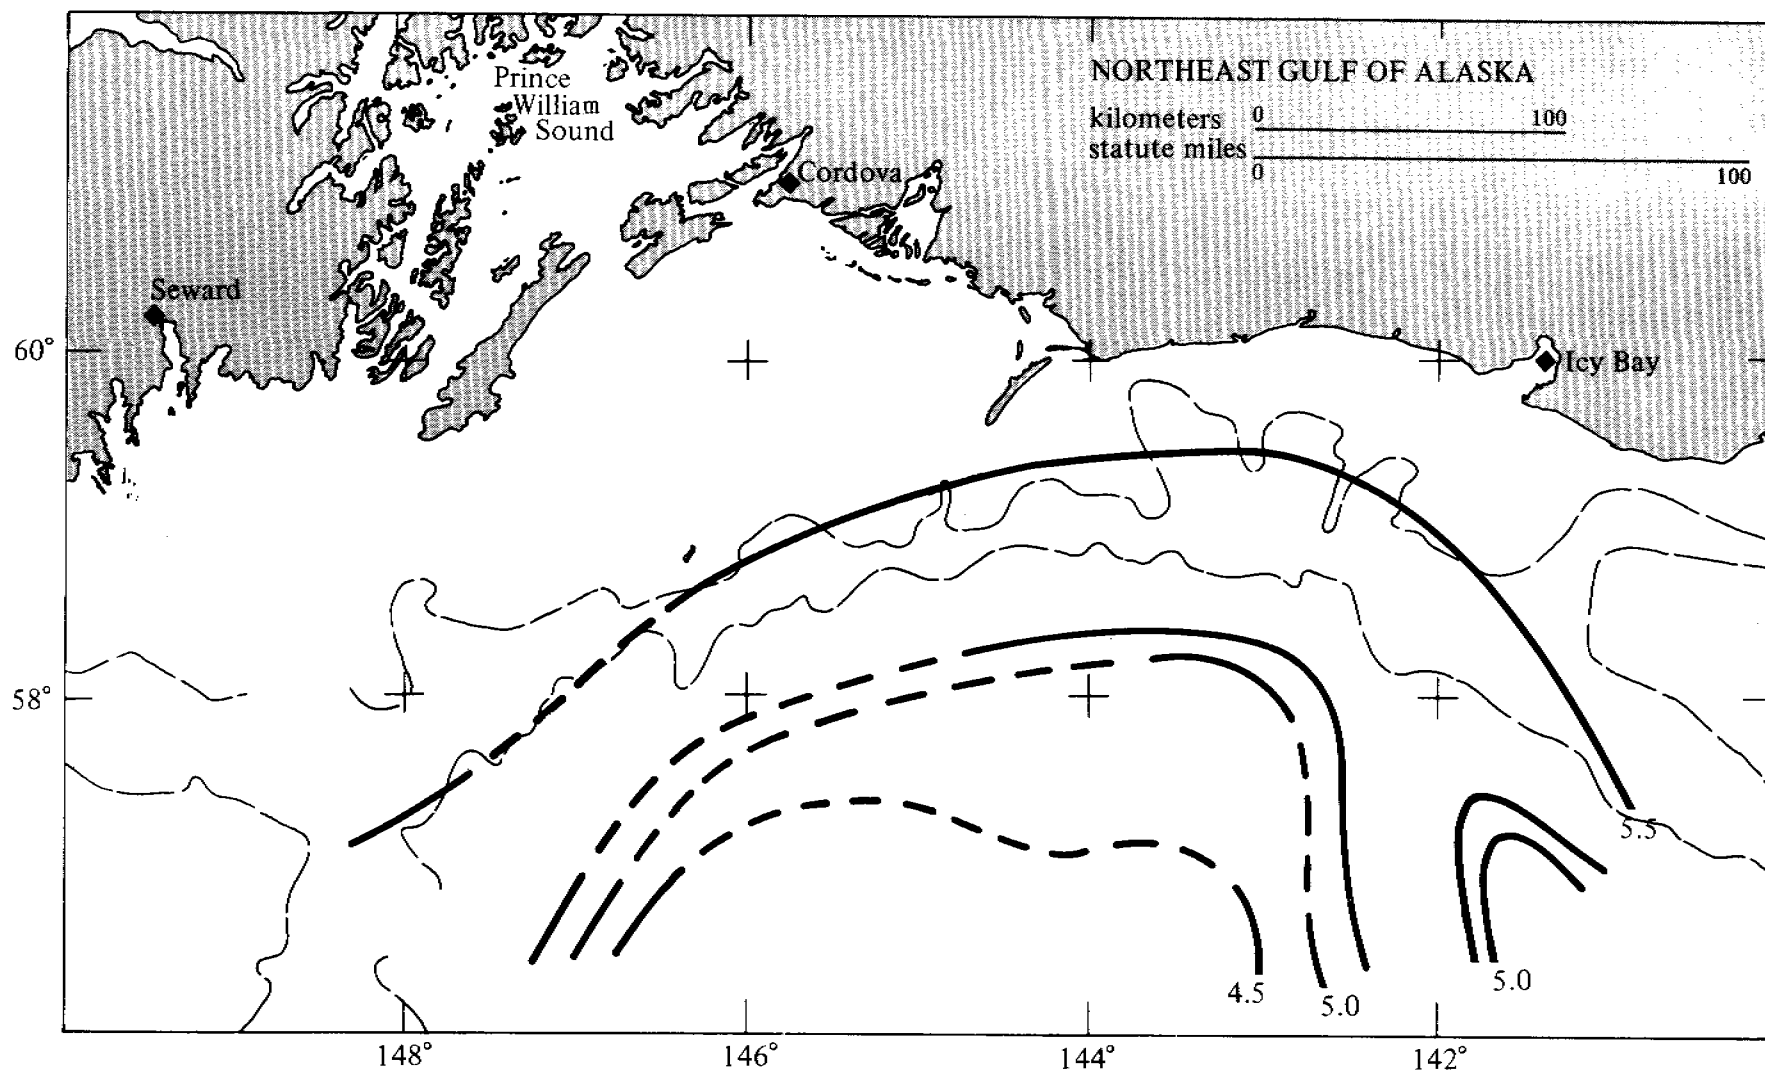 NORTHEAST GULF OF ALASKA
kilometers 0 100
statute miles
0 100
Prince
William
Sound
Cordova
Seward
60°
Icy Bay
58°
5.5
4.5
5.0
5.0
148°
146°
144°
142°